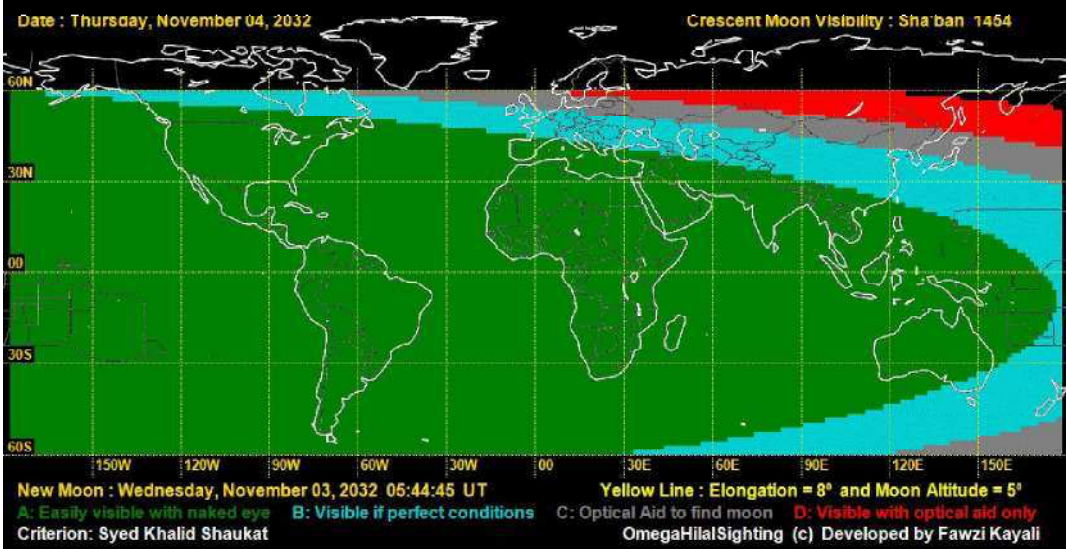 Date : Thursday, November 04, 2032
Crescent Moon Visibility : Sha'ban 1454
60N
30N
00
30S
60S
150W 120W 90W 60W 30W 00 30E 60E 90E 120E 150E
New Moon : Wednesday, November 03, 2032 05:44:45 UT
Yellow Line : Elongation = 8º and Moon Altitude = 5º
A: Easily visible with naked eye
B: Visible if perfect conditions
C: Optical Aid to find moon
D: Visible with optical aid only
Criterion: Syed Khalid Shaukat
OmegaHilalSighting (c) Developed by Fawzi Kayali